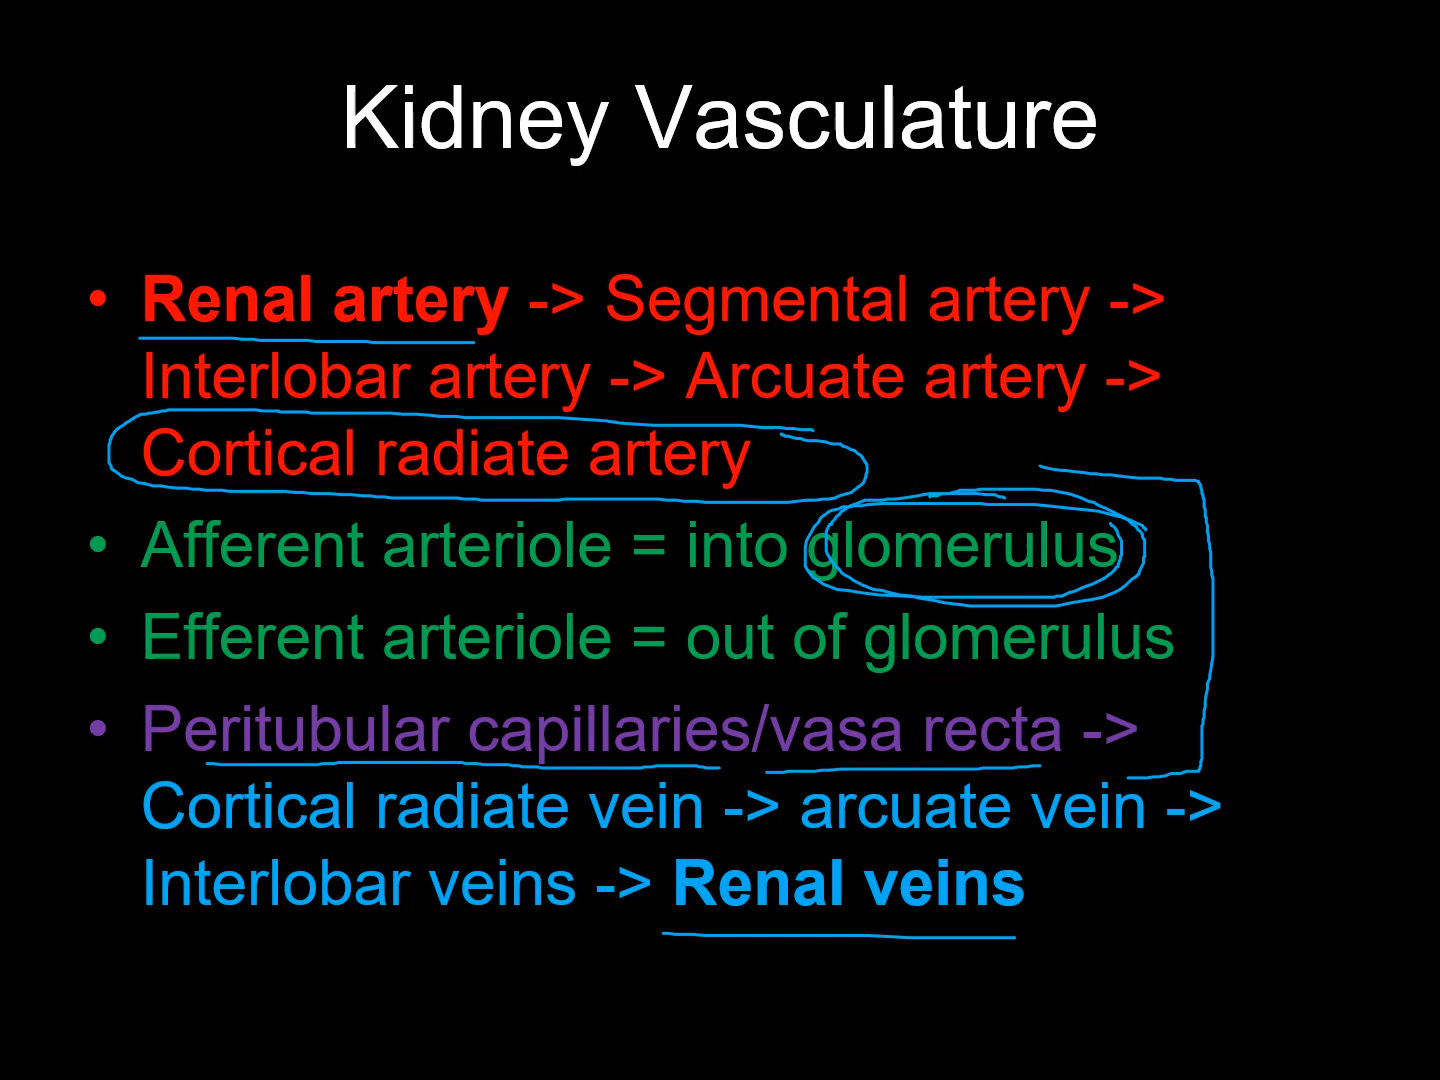 Kidney Vasculature
• Renal artery -> Segmental artery ->
Interlobar artery -> Arcuate artery ->
Cortical radiate artery
• Afferent arteriole = into glomerulus
• Efferent arteriole = out of glomerulus
• Peritubular capillaries/vasa recta ->
Cortical radiate vein -> arcuate vein ->
Interlobar veins -> Renal veins